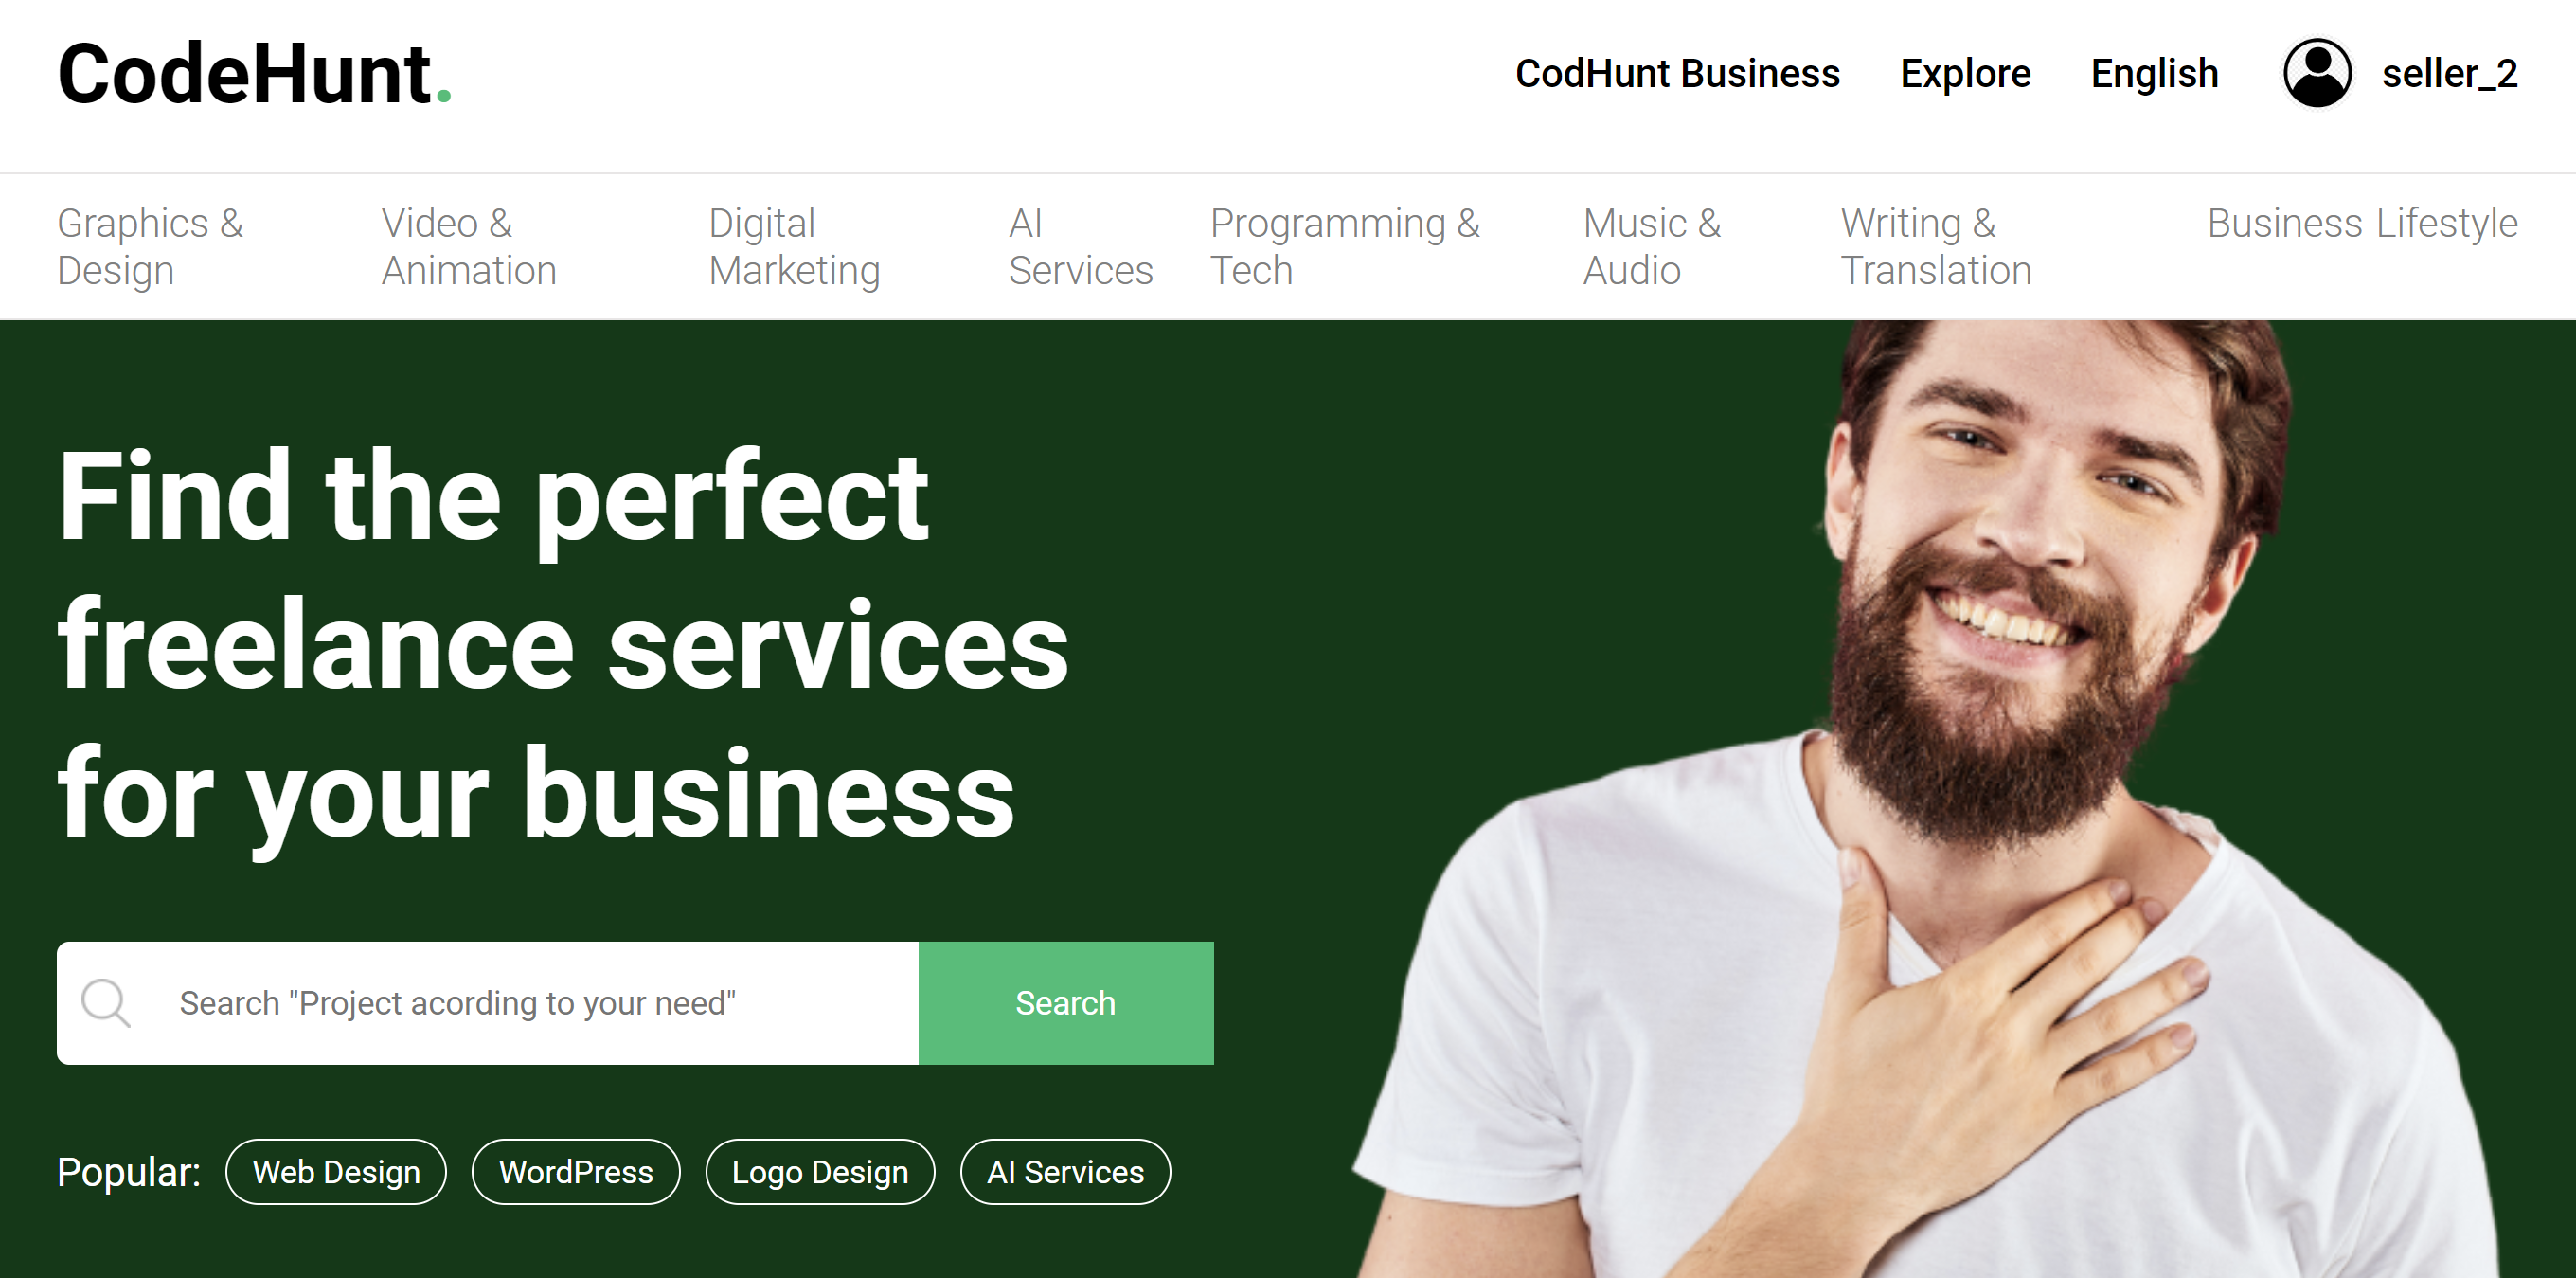 CodeHunt.
CodHunt Business Explore English seller_2
Graphics &
Design
Video &
Animation
Digital
Marketing
AI
Services
Programming &
Tech
Music &
Audio
Writing &
Translation
Business
Lifestyle
Find the perfect
freelance services
for your business
Search "Project acording to your need"
Search
Popular: Web Design WordPress Logo Design AI Services